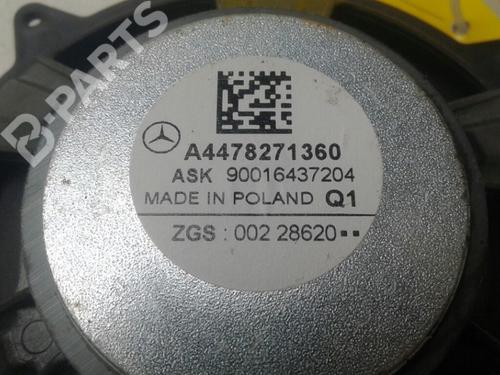 B-PARTS
A4478271360
ASK 90016437204
MADE IN POLAND Q1
ZGS : 002 28620▪▪